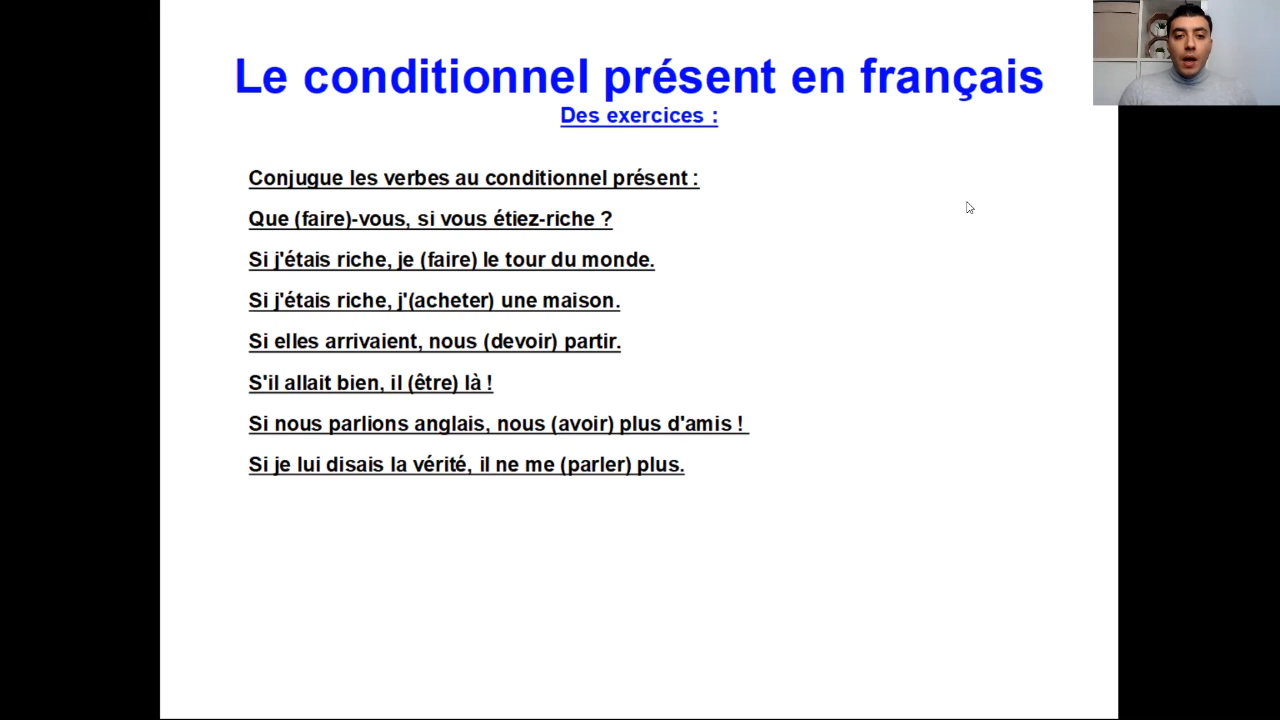 Le conditionnel présent en français
Des exercices :
Conjugue les verbes au conditionnel présent :
Que (faire)-vous, si vous étiez-riche ?
Si j'étais riche, je (faire) le tour du monde.
Si j'étais riche, j'(acheter) une maison.
Si elles arrivaient, nous (devoir) partir.
S'il allait bien, il (être) là !
Si nous parlions anglais, nous (avoir) plus d'amis !
Si je lui disais la vérité, il ne me (parler) plus.